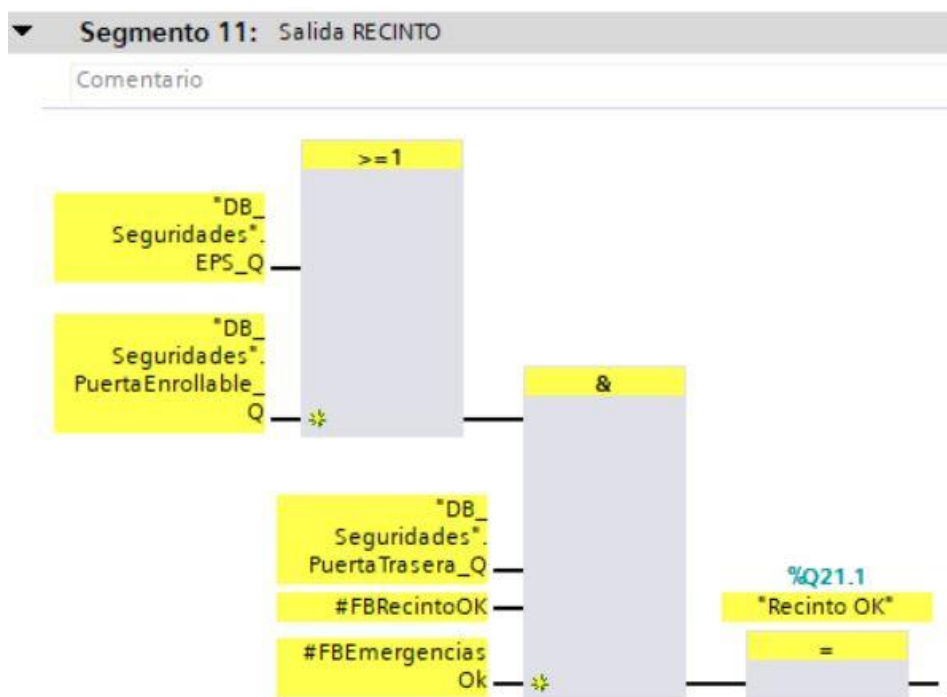 Segmento 11: Salida RECINTO
Comentario
>=1
"DB_
Seguridades".
EPS_Q
"DB_
Seguridades".
PuertaEnrollable_
Q
&
"DB_
Seguridades".
PuertaTrasera_Q
#FBRecintoOK
#FBEmergencias
Ok
%Q21.1
"Recinto OK"
=